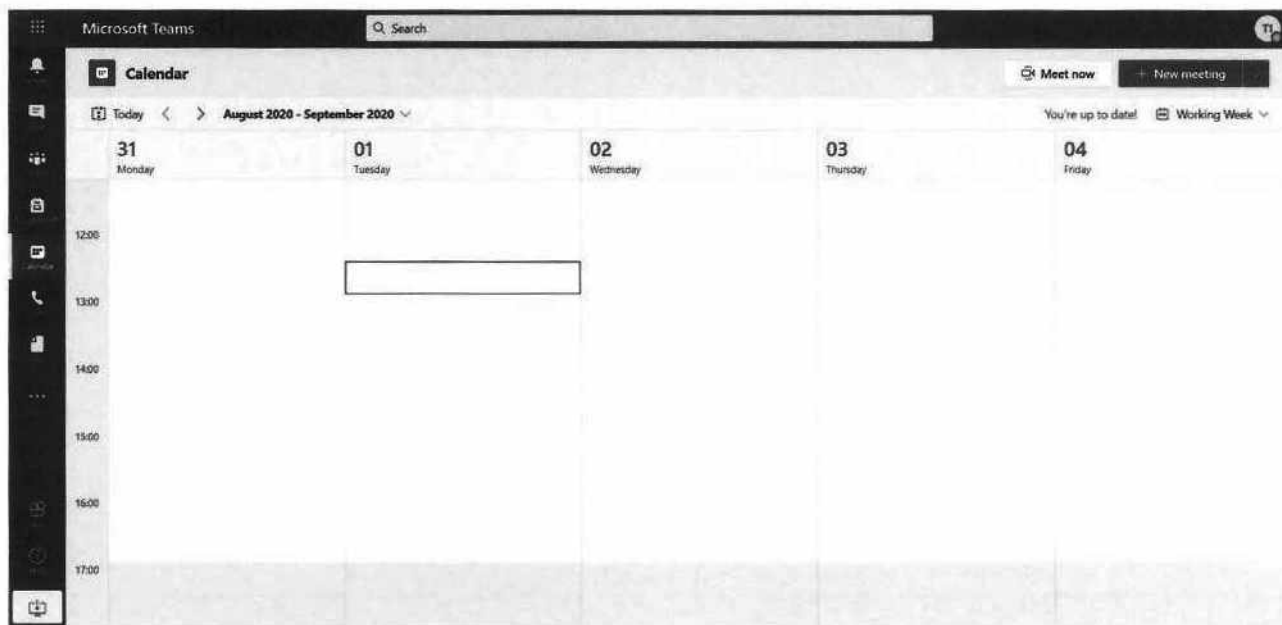 Microsoft Teams
Search
TI
Calendar
Meet now
+ New meeting
Today < > August 2020 - September 2020
You're up to date!
Working Week
31
Monday
01
Tuesday
02
Wednesday
03
Thursday
04
Friday
12:00
13:00
14:00
15:00
16:00
17:00